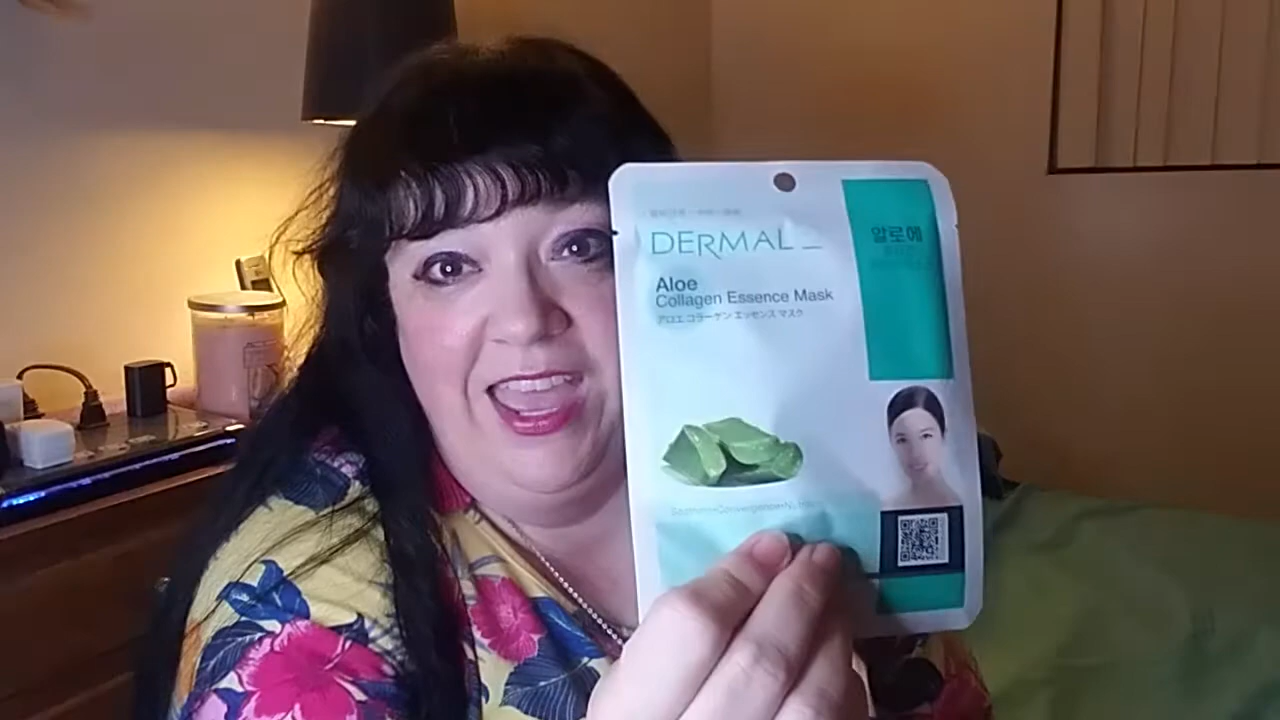 DERMAL
알로에
Aloe
Collagen Essence Mask
アロエ コラーゲン エッセンス マスク